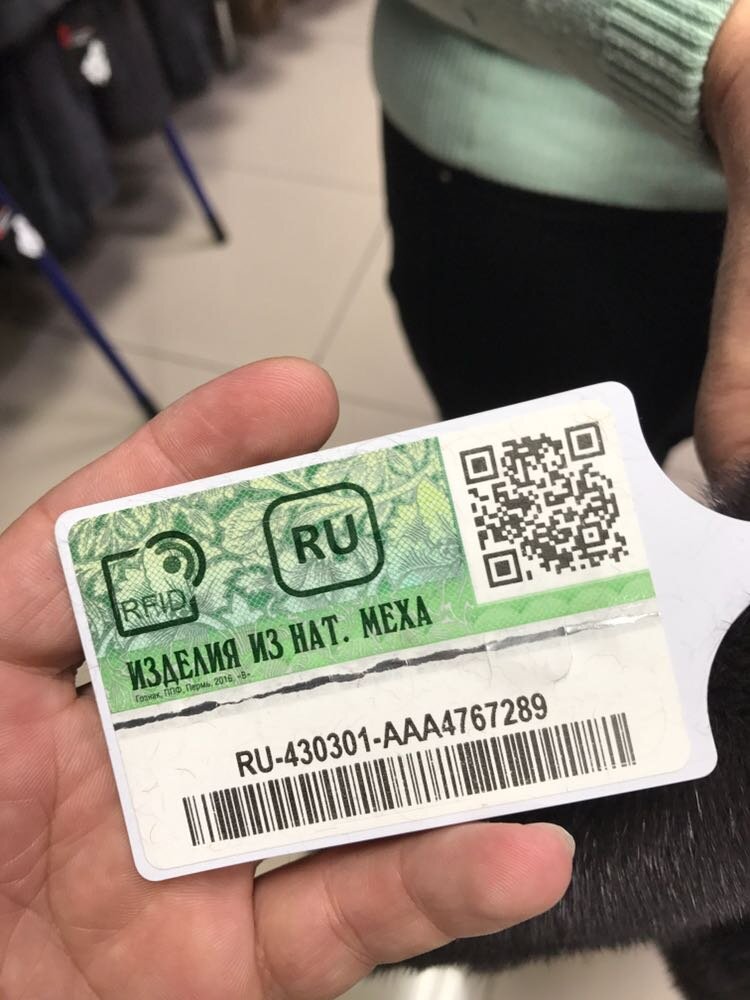 RFID
RU
ИЗДЕЛИЯ ИЗ НАТ. МЕХА
Гознак, ППФ, Пермь, 2016, «В».
RU-430301-AAA4767289